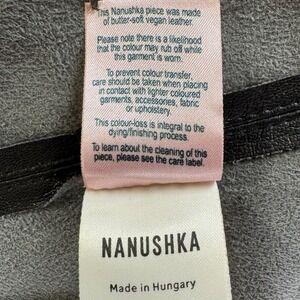 This Nanushka piece was made
of butter-soft vegan leather.
Please note there is a likelihood
that the colour may rub off while
this garment is worn.
To prevent colour transfer,
care should be taken when placing
in contact with lighter coloured
garments, accessories, fabric
or upholstery.
This colour-loss is integral to the
dying/finishing process.
To learn about the cleaning of this
piece, please see the care label.
NANUSHKA
Made in Hungary